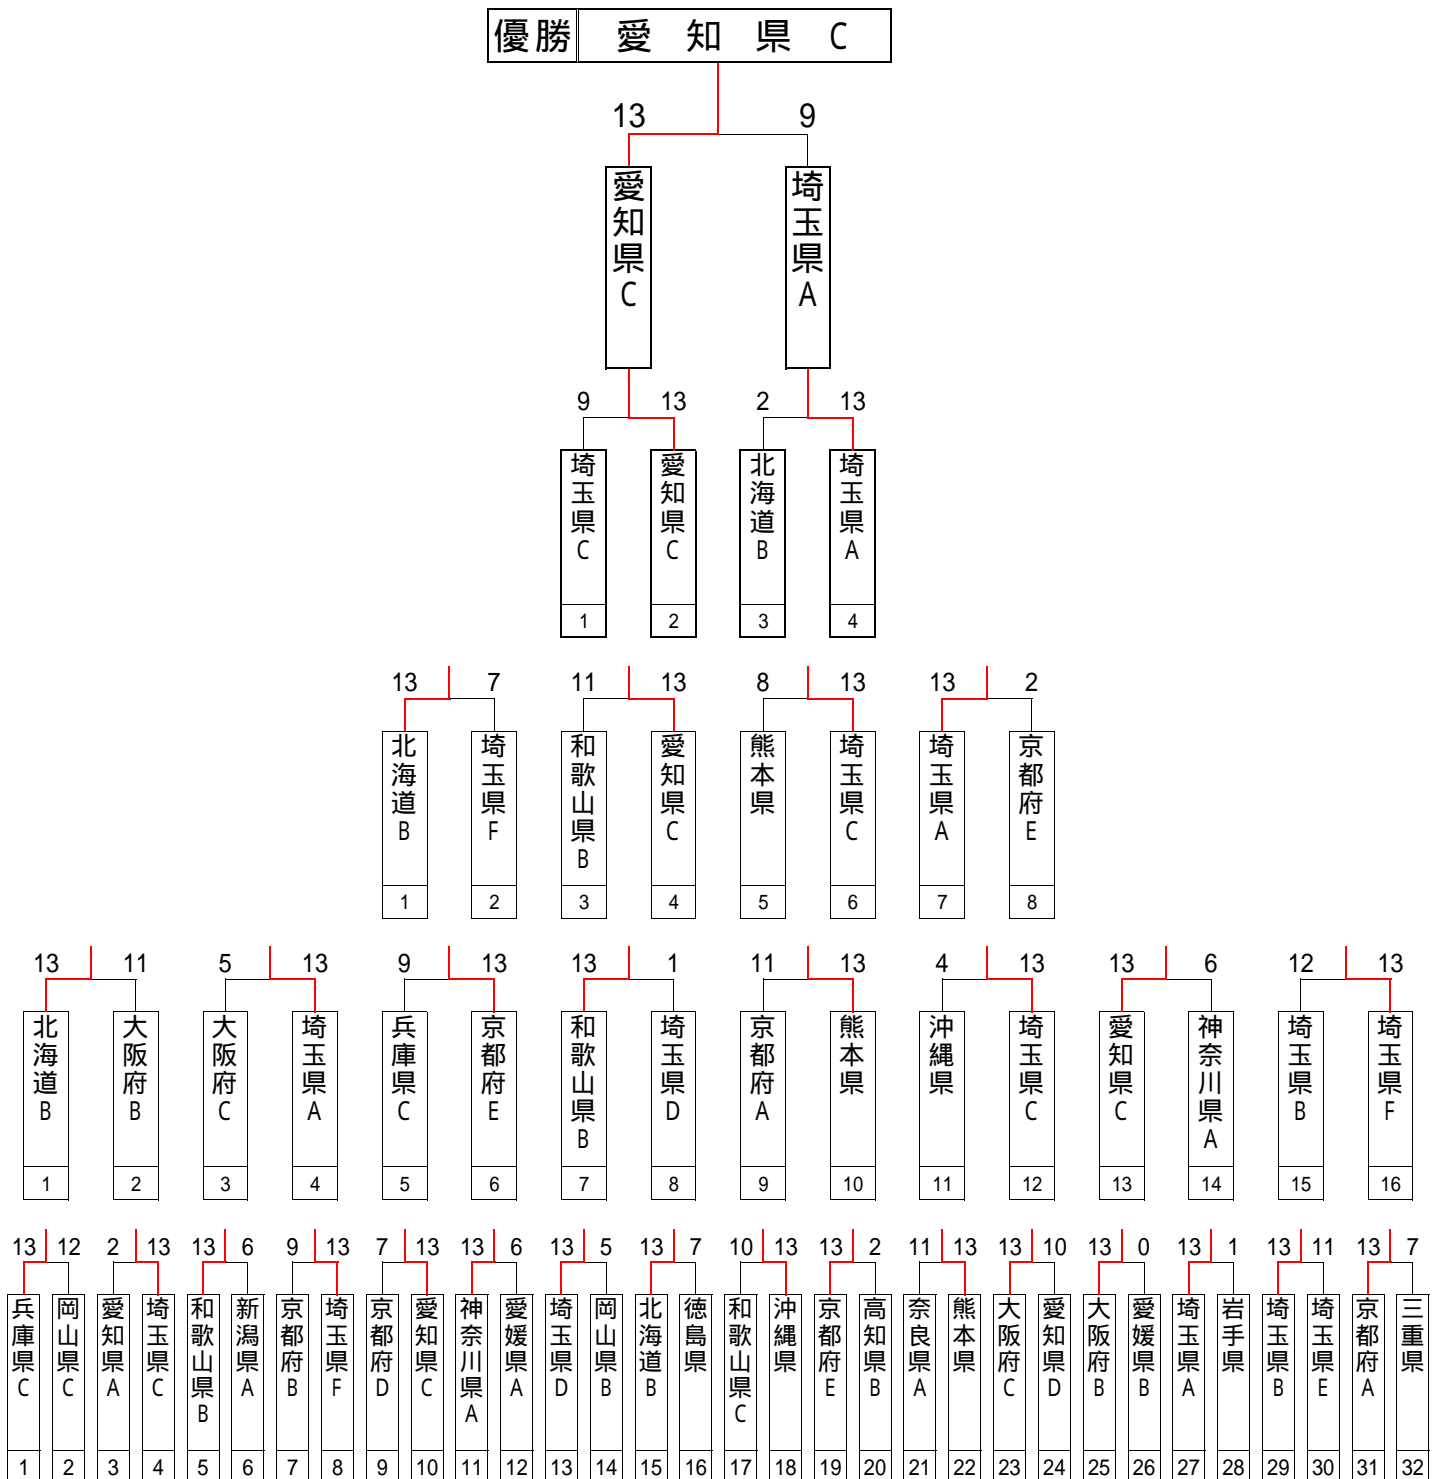 優勝 愛知県C
13 9
愛知県C 埼玉県A
9 13 2 13
埼玉県C 愛知県C 北海道B 埼玉県A
1 2 3 4
13 7 11 13 8 13 13 2
北海道B 埼玉県F 和歌山県B 愛知県C 熊本県 埼玉県C 埼玉県A 京都府E
1 2 3 4 5 6 7 8
13 11 5 13 9 13 13 1 11 13 4 13 13 6 12 13
北海道B 大阪府B 大阪府C 埼玉県A 兵庫県C 京都府E 和歌山県B 埼玉県D 京都府A 熊本県 沖縄県 埼玉県C 愛知県C 神奈川県A 埼玉県B 埼玉県F
1 2 3 4 5 6 7 8 9 10 11 12 13 14 15 16
13 12 2 13 13 6 9 13 7 13 13 6 13 5 13 7 10 13 13 2 11 13 13 10 13 0 13 1 13 11 13 7
兵庫県C 岡山県C 愛知県A 埼玉県C 和歌山県B 新潟県A 京都府B 埼玉県F 京都府D 愛知県C 神奈川県A 愛媛県A 埼玉県D 岡山県B 北海道B 徳島県 和歌山県C 沖縄県 京都府E 高知県B 奈良県A 熊本県 大阪府C 愛知県D 大阪府B 愛媛県B 埼玉県A 岩手県 埼玉県B 埼玉県E 京都府A 三重県
1 2 3 4 5 6 7 8 9 10 11 12 13 14 15 16 17 18 19 20 21 22 23 24 25 26 27 28 29 30 31 32